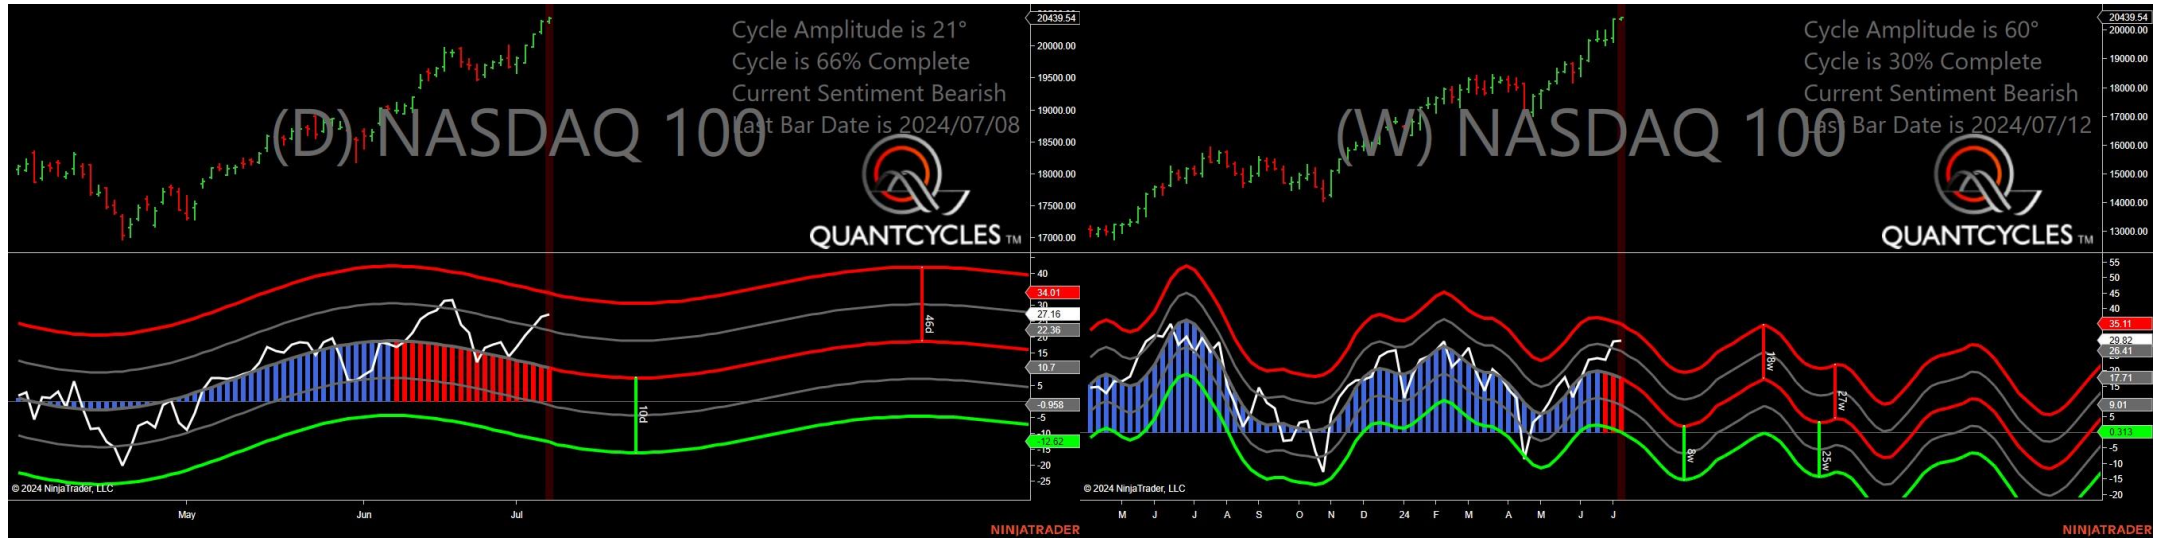 20439.54
Cycle Amplitude is 21°
Cycle is 66% Complete
Current Sentiment Bearish
Last Bar Date is 2024/07/08
(D) NASDAQ 100
QUANTCYCLES TM
20000.00
19500.00
19000.00
18500.00
18000.00
17500.00
17000.00
40
34.01
30
27.16
22.36
20
15
10.7
5
-0.958
-5
-10
-12.62
-20
-25
46d
10d
© 2024 NinjaTrader, LLC
May Jun Jul
NINJATRADER
20439.54
Cycle Amplitude is 60°
Cycle is 30% Complete
Current Sentiment Bearish
Last Bar Date is 2024/07/12
(W) NASDAQ 100
QUANTCYCLES TM
20000.00
19000.00
18000.00
17000.00
16000.00
15000.00
14000.00
13000.00
55
50
45
40
35.11
29.82
26.41
17.71
15
9.01
5
0.313
-5
-10
-15
-20
18w
27w
8w
25w
© 2024 NinjaTrader, LLC
M J J A S O N D 24 F M A M J J
NINJATRADER